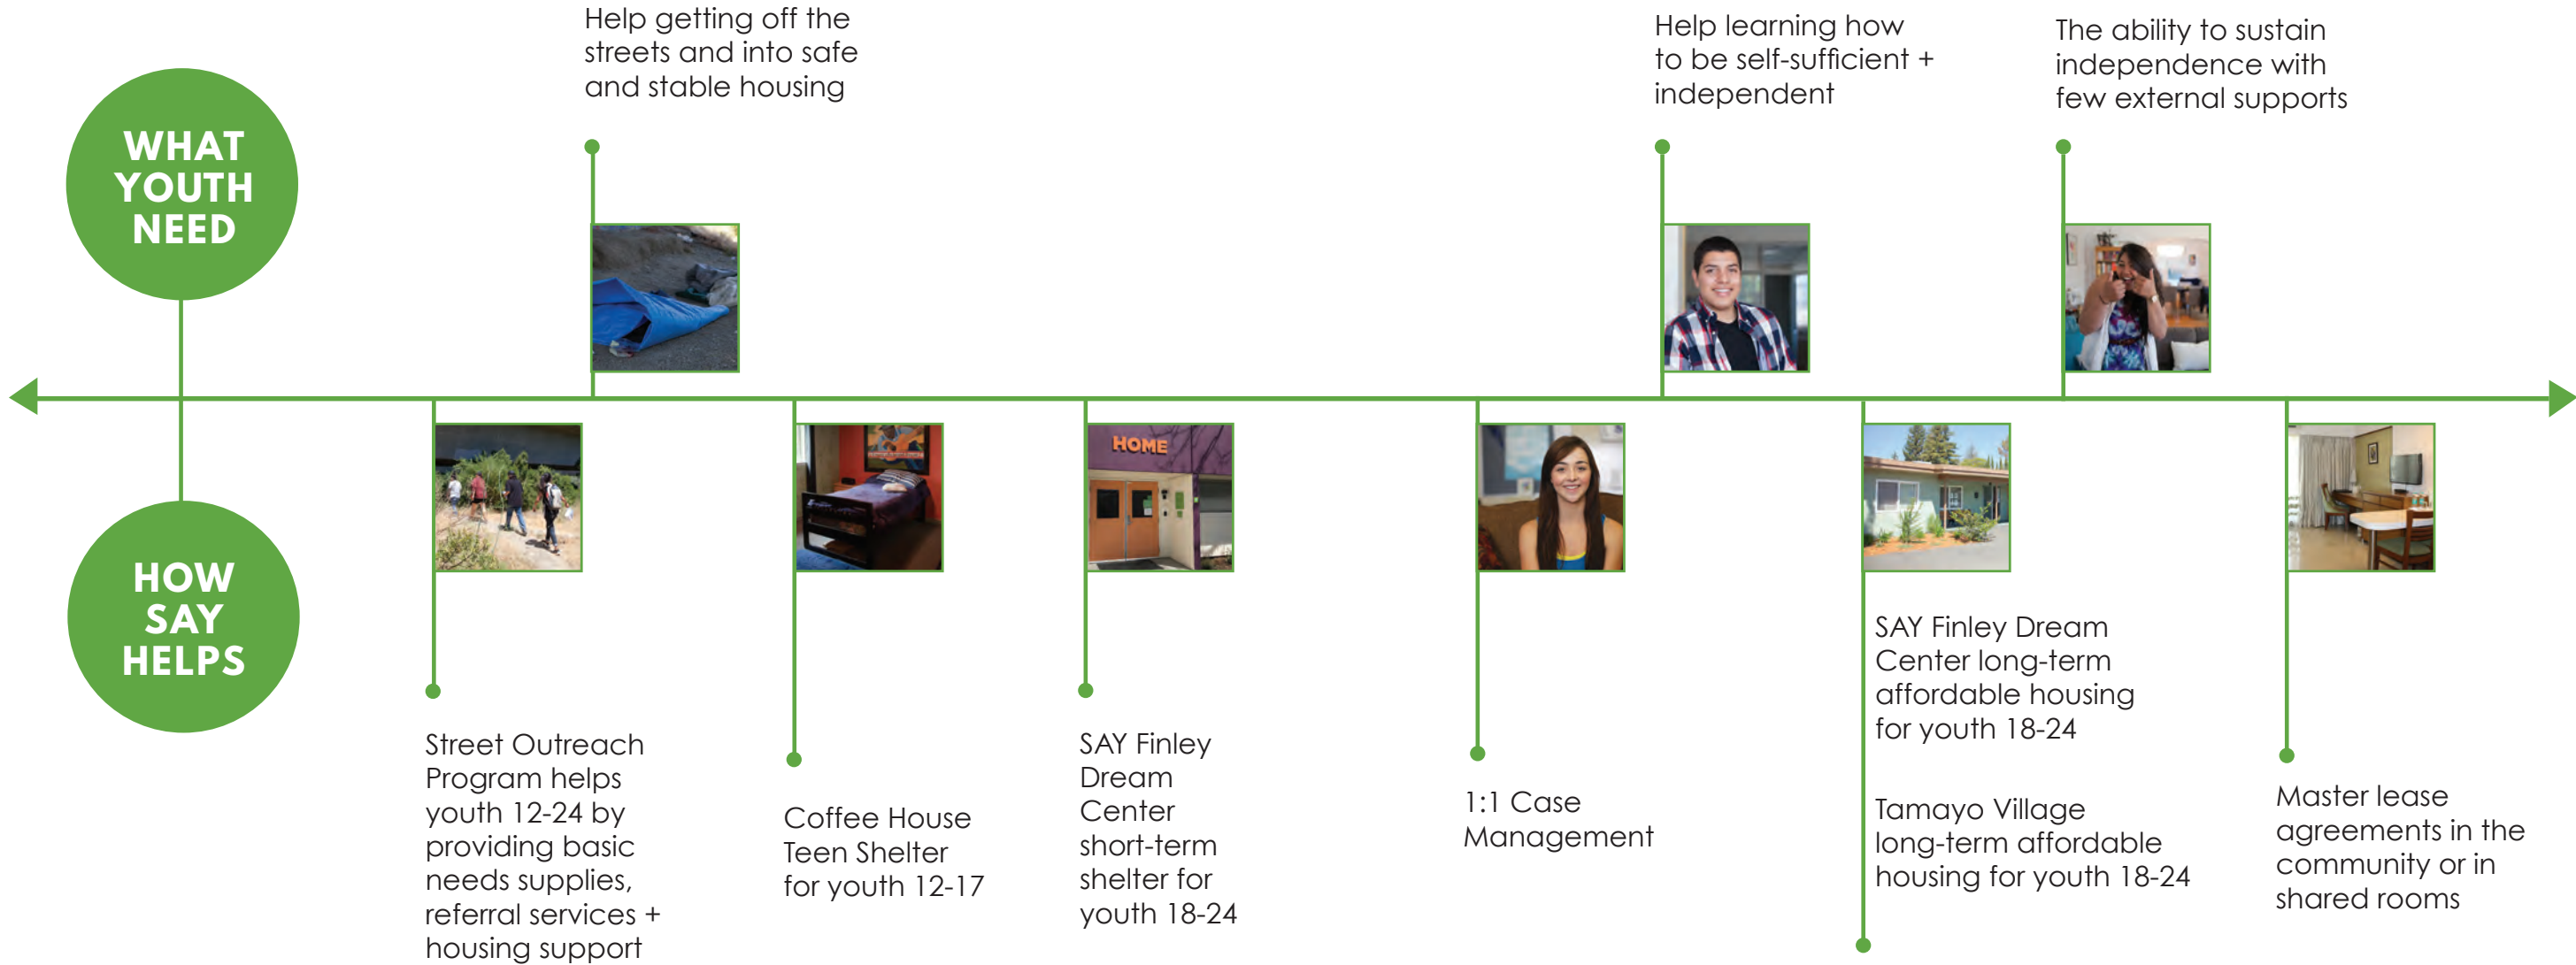 Help getting off the
streets and into safe
and stable housing
Help learning how
to be self-sufficient +
independent
The ability to sustain
independence with
few external supports
WHAT
YOUTH
NEED
HOME
HOW
SAY
HELPS
Street Outreach
Program helps
youth 12-24 by
providing basic
needs supplies,
referral services +
housing support
Coffee House
Teen Shelter
for youth 12-17
SAY Finley
Dream
Center
short-term
shelter for
youth 18-24
1:1 Case
Management
SAY Finley Dream
Center long-term
affordable housing
for youth 18-24
Tamayo Village
long-term affordable
housing for youth 18-24
Master lease
agreements in the
community or in
shared rooms